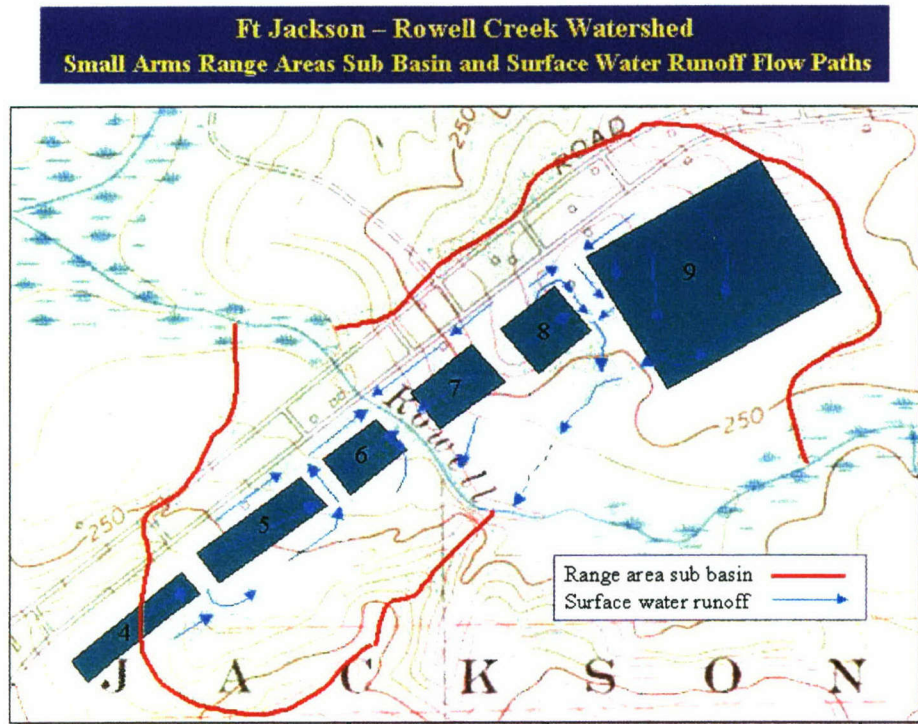 Ft Jackson – Rowell Creek Watershed
Small Arms Range Areas Sub Basin and Surface Water Runoff Flow Paths
250
ROAD
9
8
7
Rowell
6
250
250
5
4
Range area sub basin
Surface water runoff
JACKSON